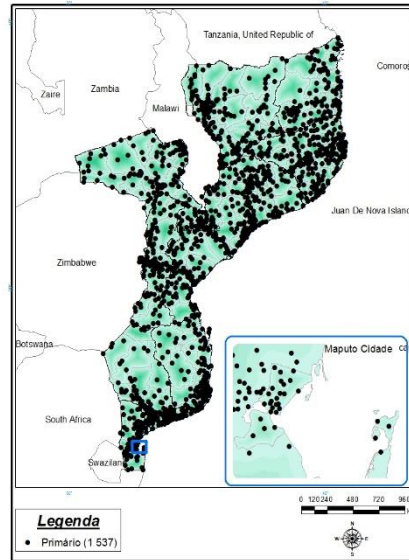 Tanzania, United Republic of
Comoros
Zaire
Zambia
Malawi
Juan De Nova Island
Zimbabwe
Botswana
Maputo Cidade
South Africa
Swaziland
Legenda
Primário (1 537)
0 120 240 480 720 960
N
W E
S